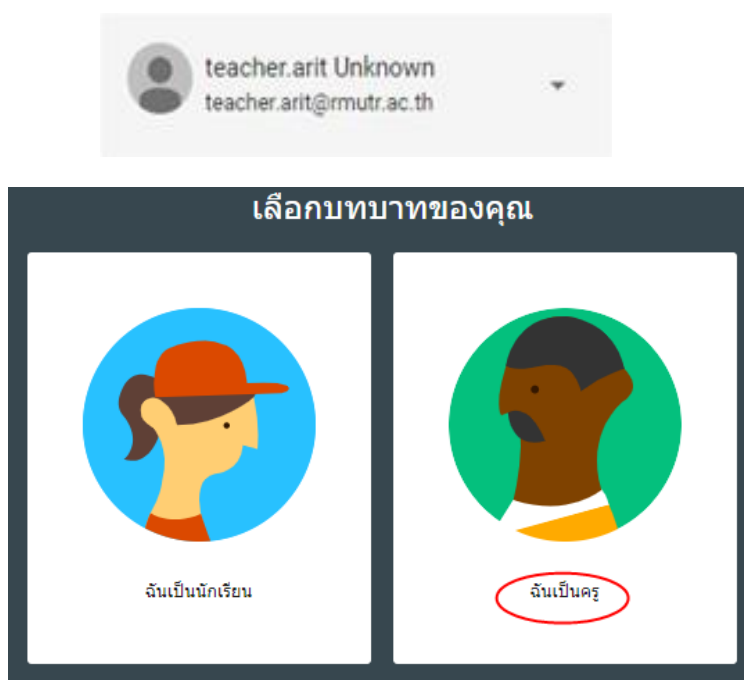 teacher.arit Unknown
teacher.arit@rmutr.ac.th
เลือกบทบาทของคุณ
ฉันเป็นนักเรียน
ฉันเป็นครู